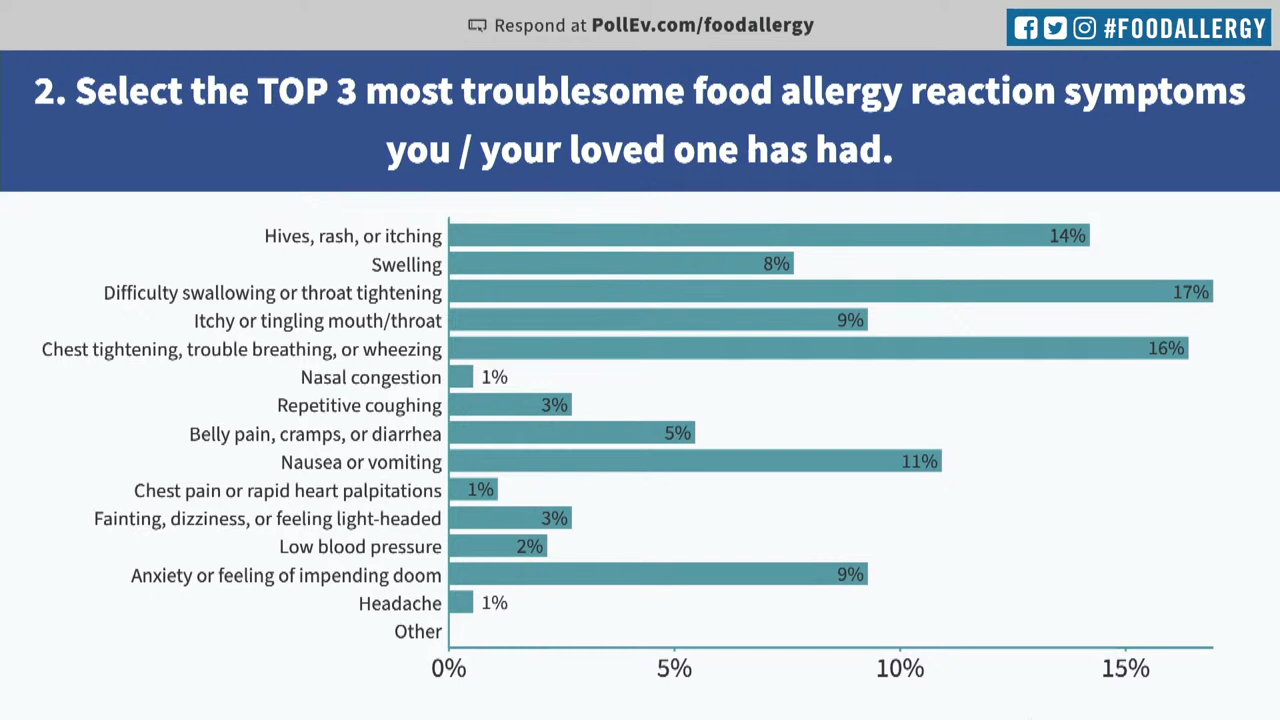 Respond at PollEv.com/foodallergy
#FOODALLERGY
2. Select the TOP 3 most troublesome food allergy reaction symptoms
you / your loved one has had.
Hives, rash, or itching 14%
Swelling 8%
Difficulty swallowing or throat tightening 17%
Itchy or tingling mouth/throat 9%
Chest tightening, trouble breathing, or wheezing 16%
Nasal congestion 1%
Repetitive coughing 3%
Belly pain, cramps, or diarrhea 5%
Nausea or vomiting 11%
Chest pain or rapid heart palpitations 1%
Fainting, dizziness, or feeling light-headed 3%
Low blood pressure 2%
Anxiety or feeling of impending doom 9%
Headache 1%
Other
0% 5% 10% 15%